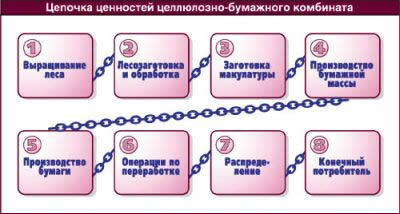 Цепочка ценностей целлюлозно-бумажного комбината
1
Выращивание
леса
2
Лесозаготовка
и обработка
3
Заготовка
макулатуры
4
Производство
бумажной
массы
5
Производство
бумаги
6
Операции по
переработке
7
Распреде-
ление
8
Конечный
потребитель